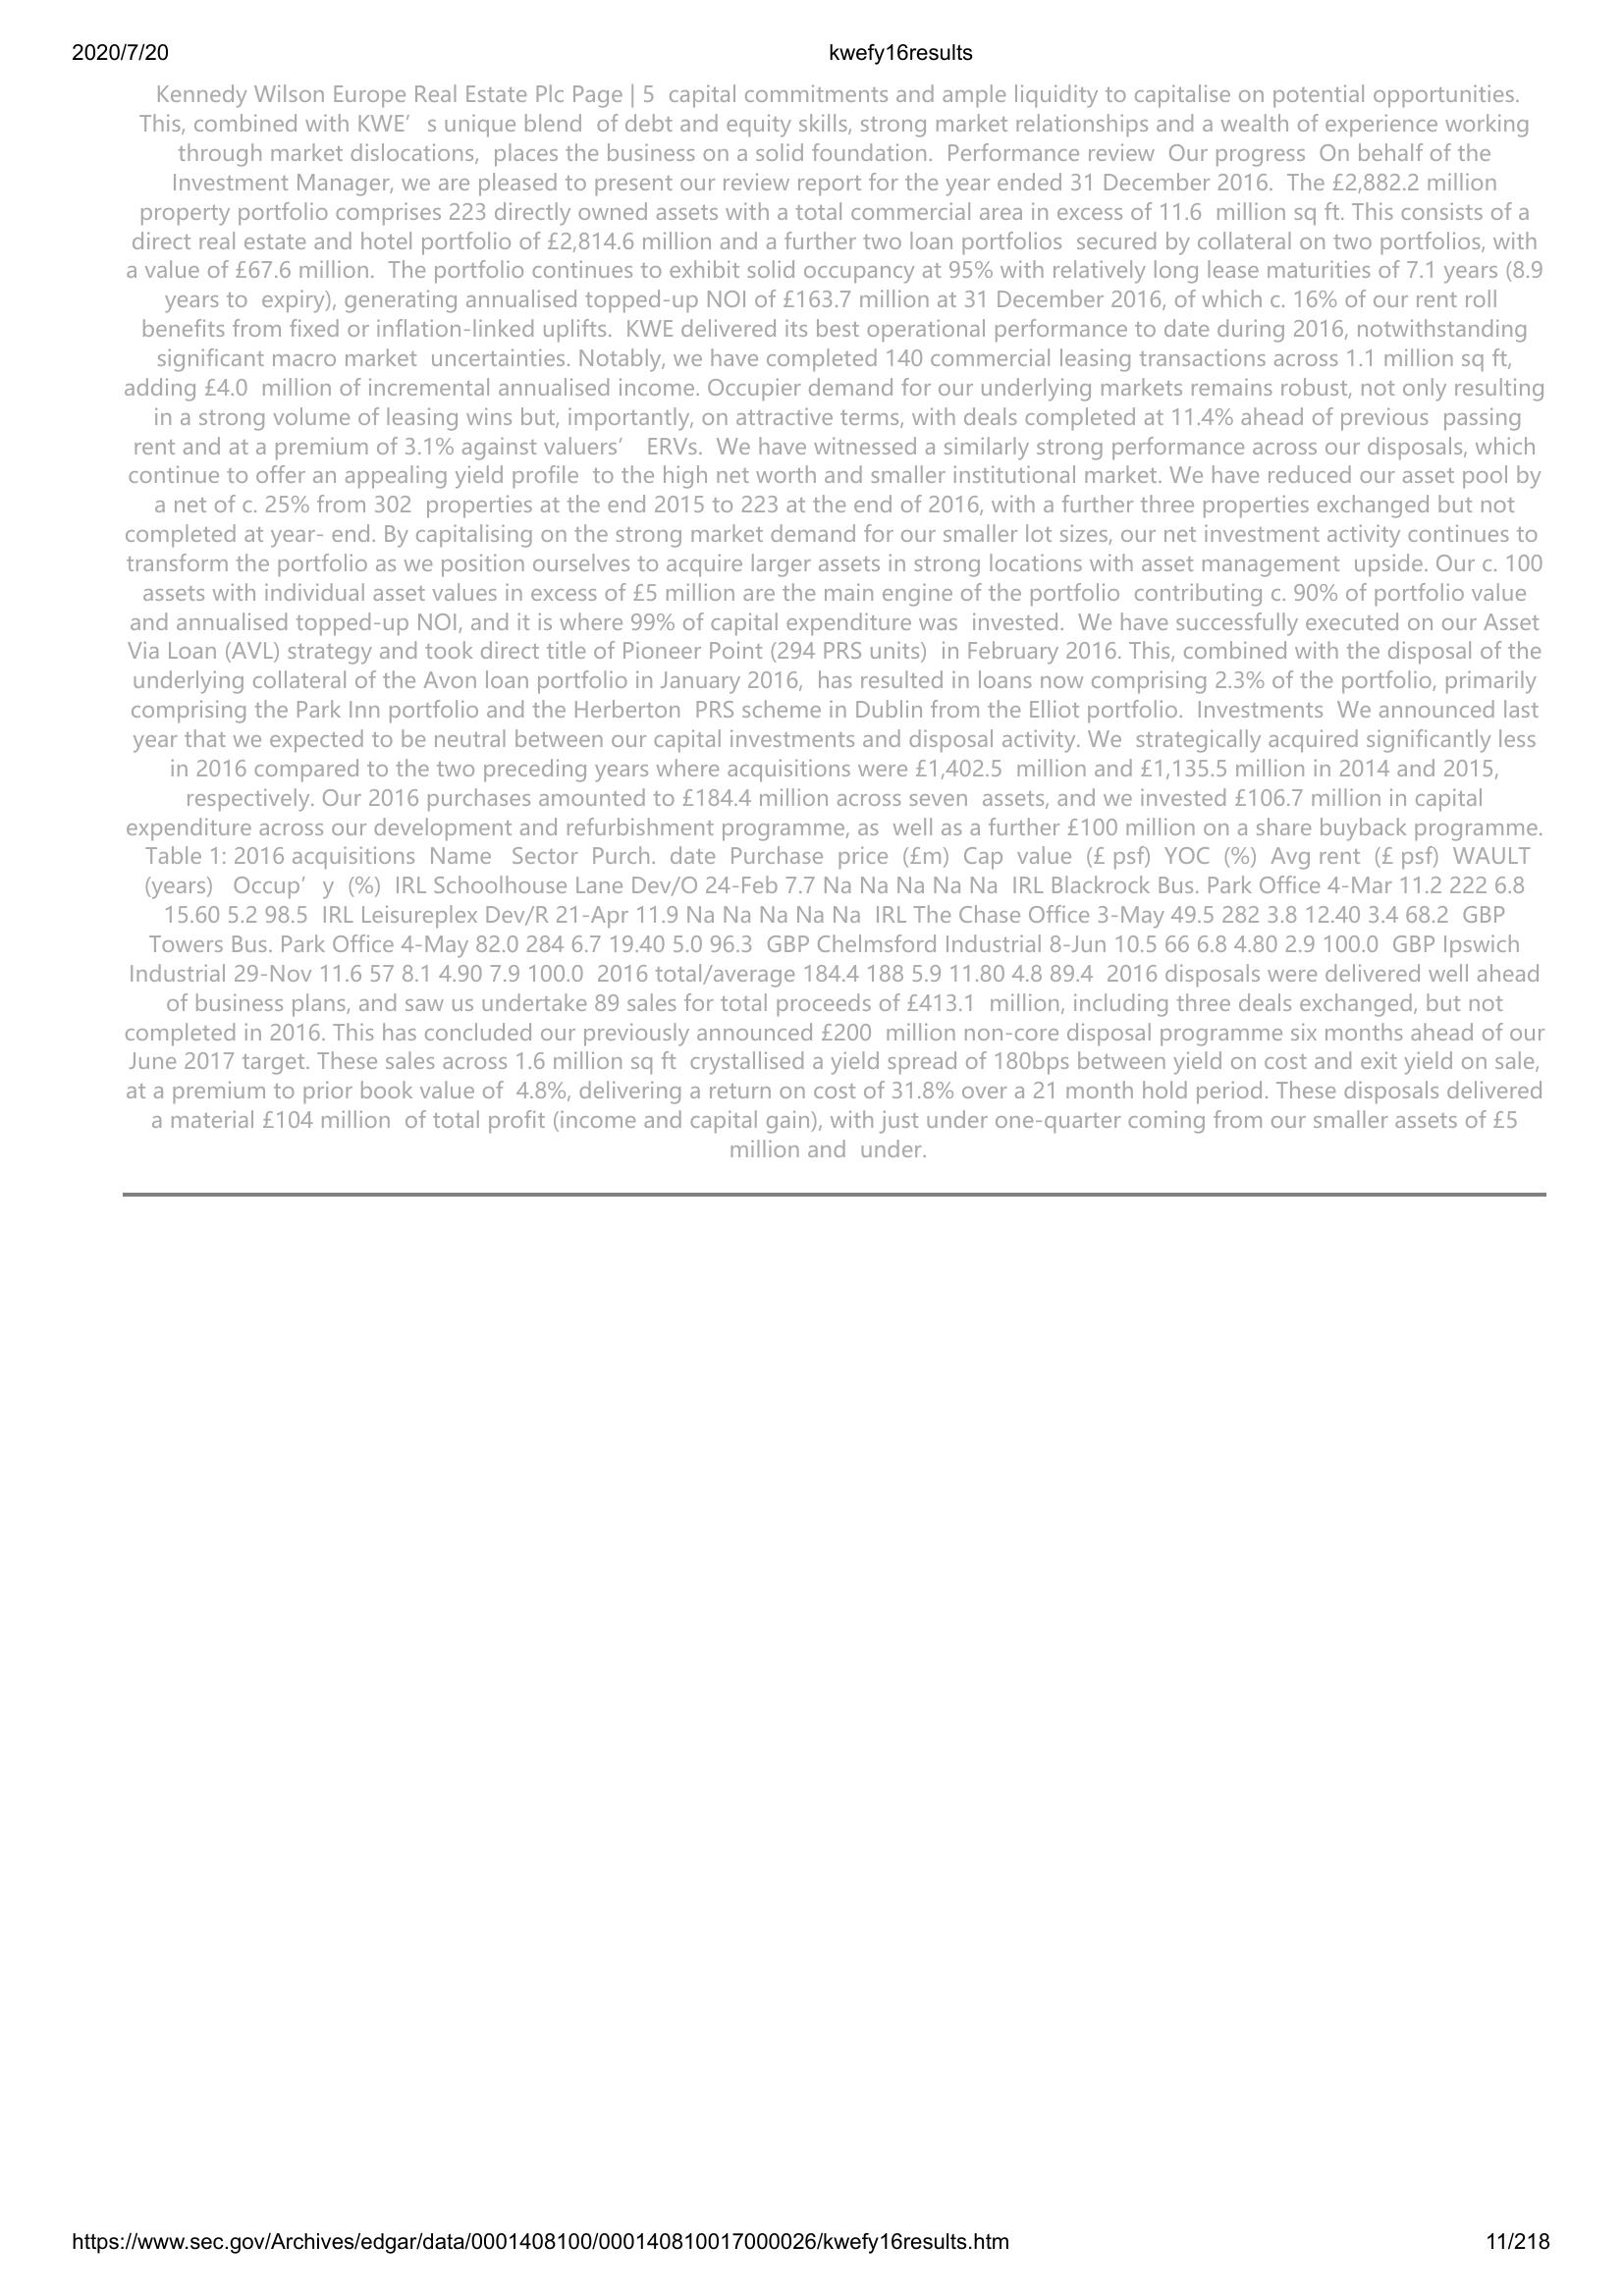 2020/7/20 kwefy16results
Kennedy Wilson Europe Real Estate Plc Page | 5 capital commitments and ample liquidity to capitalise on potential opportunities.
This, combined with KWE’ s unique blend of debt and equity skills, strong market relationships and a wealth of experience working
through market dislocations, places the business on a solid foundation. Performance review Our progress On behalf of the
Investment Manager, we are pleased to present our review report for the year ended 31 December 2016. The £2,882.2 million
property portfolio comprises 223 directly owned assets with a total commercial area in excess of 11.6 million sq ft. This consists of a
direct real estate and hotel portfolio of £2,814.6 million and a further two loan portfolios secured by collateral on two portfolios, with
a value of £67.6 million. The portfolio continues to exhibit solid occupancy at 95% with relatively long lease maturities of 7.1 years (8.9
years to expiry), generating annualised topped-up NOI of £163.7 million at 31 December 2016, of which c. 16% of our rent roll
benefits from fixed or inflation-linked uplifts. KWE delivered its best operational performance to date during 2016, notwithstanding
significant macro market uncertainties. Notably, we have completed 140 commercial leasing transactions across 1.1 million sq ft,
adding £4.0 million of incremental annualised income. Occupier demand for our underlying markets remains robust, not only resulting
in a strong volume of leasing wins but, importantly, on attractive terms, with deals completed at 11.4% ahead of previous passing
rent and at a premium of 3.1% against valuers’ ERVs. We have witnessed a similarly strong performance across our disposals, which
continue to offer an appealing yield profile to the high net worth and smaller institutional market. We have reduced our asset pool by
a net of c. 25% from 302 properties at the end 2015 to 223 at the end of 2016, with a further three properties exchanged but not
completed at year- end. By capitalising on the strong market demand for our smaller lot sizes, our net investment activity continues to
transform the portfolio as we position ourselves to acquire larger assets in strong locations with asset management upside. Our c. 100
assets with individual asset values in excess of £5 million are the main engine of the portfolio contributing c. 90% of portfolio value
and annualised topped-up NOI, and it is where 99% of capital expenditure was invested. We have successfully executed on our Asset
Via Loan (AVL) strategy and took direct title of Pioneer Point (294 PRS units) in February 2016. This, combined with the disposal of the
underlying collateral of the Avon loan portfolio in January 2016, has resulted in loans now comprising 2.3% of the portfolio, primarily
comprising the Park Inn portfolio and the Herberton PRS scheme in Dublin from the Elliot portfolio. Investments We announced last
year that we expected to be neutral between our capital investments and disposal activity. We strategically acquired significantly less
in 2016 compared to the two preceding years where acquisitions were £1,402.5 million and £1,135.5 million in 2014 and 2015,
respectively. Our 2016 purchases amounted to £184.4 million across seven assets, and we invested £106.7 million in capital
expenditure across our development and refurbishment programme, as well as a further £100 million on a share buyback programme.
Table 1: 2016 acquisitions Name Sector Purch. date Purchase price (£m) Cap value (£ psf) YOC (%) Avg rent (£ psf) WAULT
(years) Occup’ y (%) IRL Schoolhouse Lane Dev/O 24-Feb 7.7 Na Na Na Na Na IRL Blackrock Bus. Park Office 4-Mar 11.2 222 6.8
15.60 5.2 98.5 IRL Leisureplex Dev/R 21-Apr 11.9 Na Na Na Na Na IRL The Chase Office 3-May 49.5 282 3.8 12.40 3.4 68.2 GBP
Towers Bus. Park Office 4-May 82.0 284 6.7 19.40 5.0 96.3 GBP Chelmsford Industrial 8-Jun 10.5 66 6.8 4.80 2.9 100.0 GBP Ipswich
Industrial 29-Nov 11.6 57 8.1 4.90 7.9 100.0 2016 total/average 184.4 188 5.9 11.80 4.8 89.4 2016 disposals were delivered well ahead
of business plans, and saw us undertake 89 sales for total proceeds of £413.1 million, including three deals exchanged, but not
completed in 2016. This has concluded our previously announced £200 million non-core disposal programme six months ahead of our
June 2017 target. These sales across 1.6 million sq ft crystallised a yield spread of 180bps between yield on cost and exit yield on sale,
at a premium to prior book value of 4.8%, delivering a return on cost of 31.8% over a 21 month hold period. These disposals delivered
a material £104 million of total profit (income and capital gain), with just under one-quarter coming from our smaller assets of £5
million and under.
https://www.sec.gov/Archives/edgar/data/0001408100/000140810017000026/kwefy16results.htm 11/218